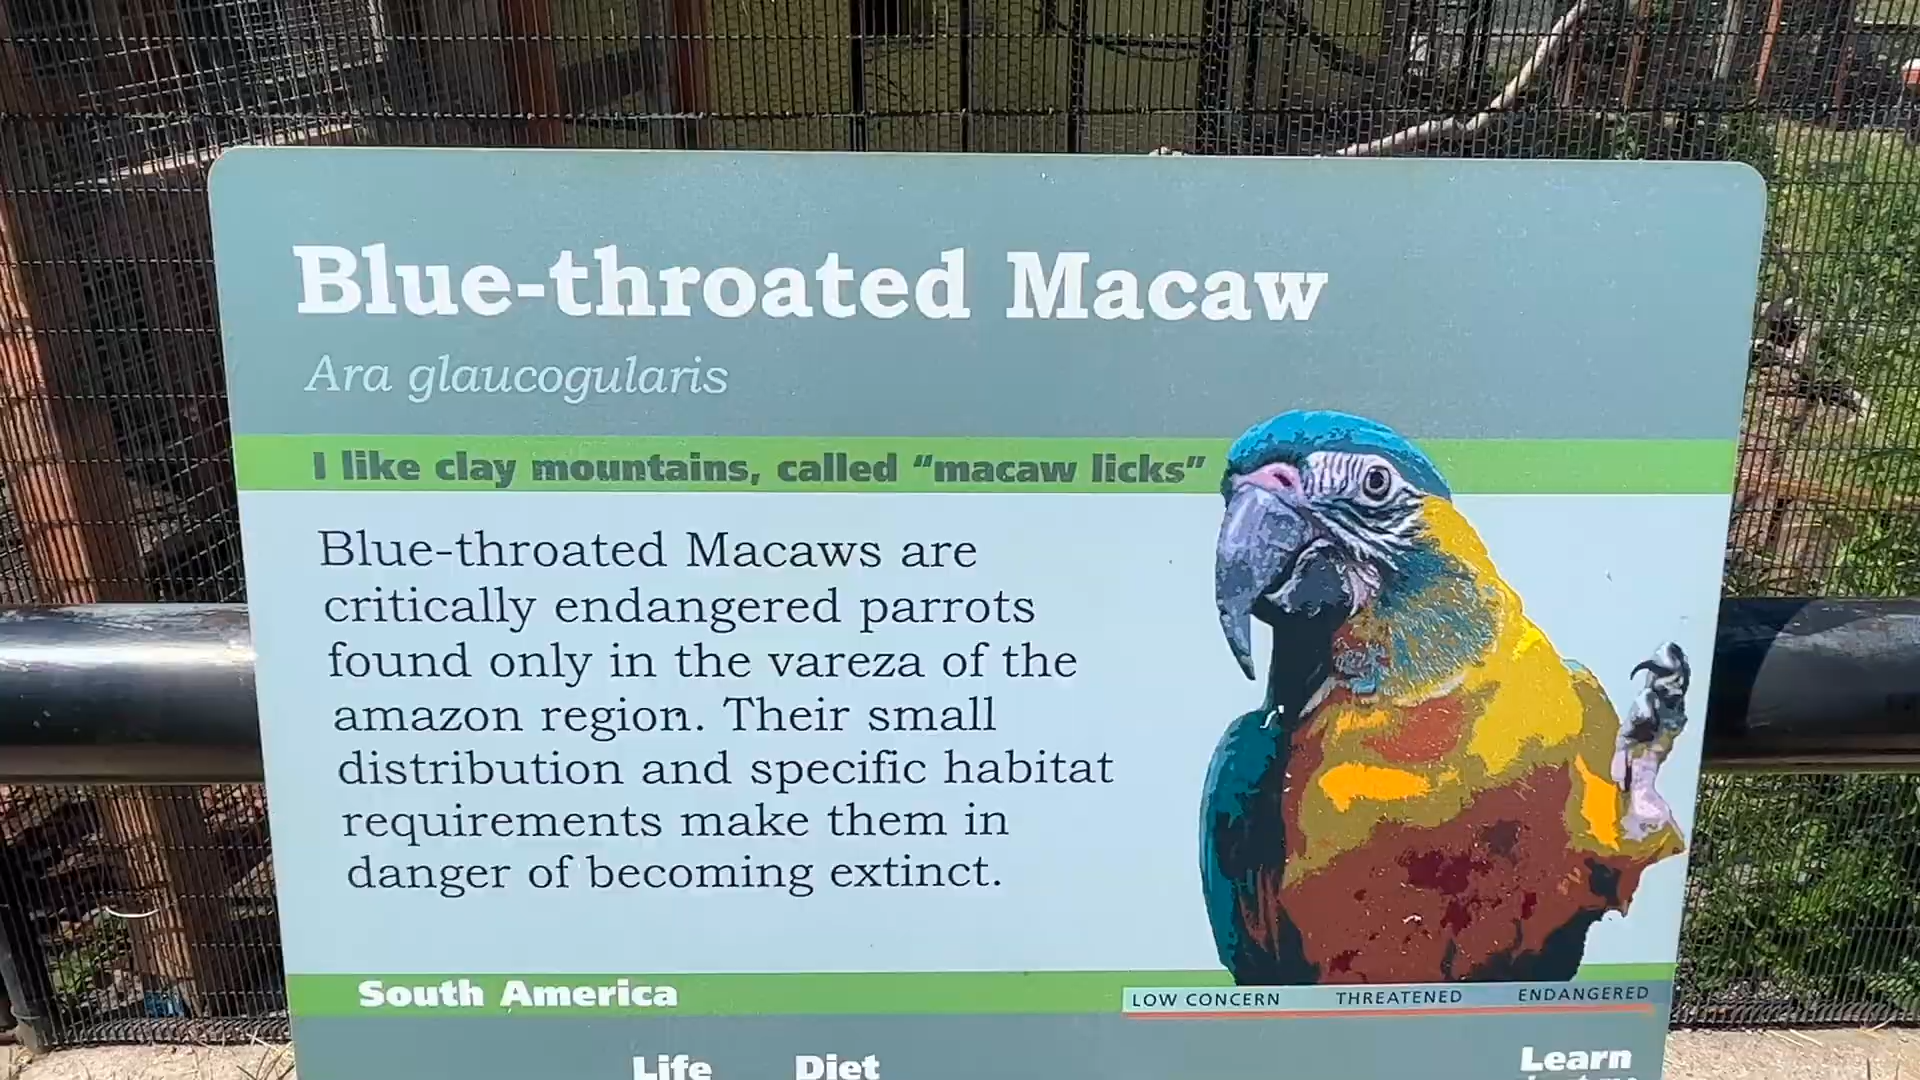 Blue-throated Macaw
Ara glaucogularis
I like clay mountains, called “macaw licks”
Blue-throated Macaws are
critically endangered parrots
found only in the vareza of the
amazon region. Their small
distribution and specific habitat
requirements make them in
danger of becoming extinct.
South America
LOW CONCERN THREATENED ENDANGERED
Life Diet Learn